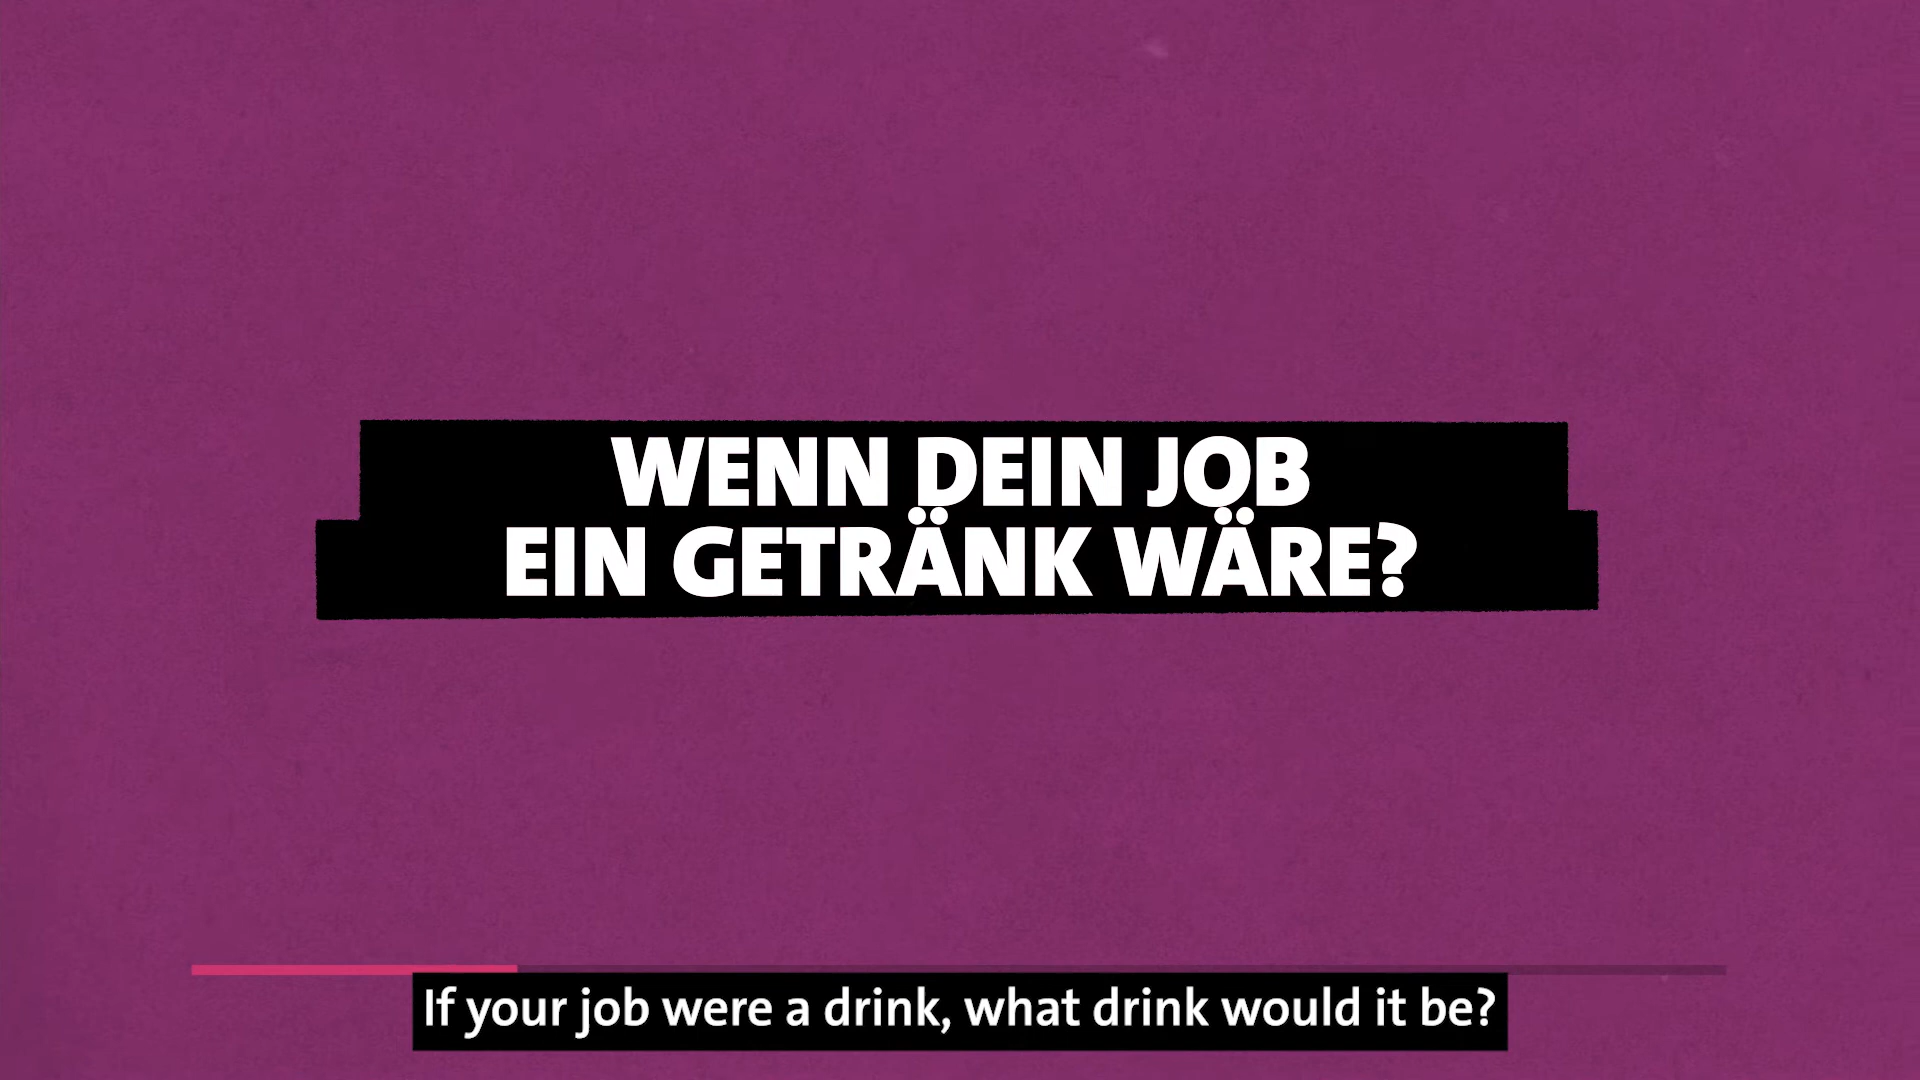 WENN DEIN JOB
EIN GETRÄNK WÄRE?
If your job were a drink, what drink would it be?